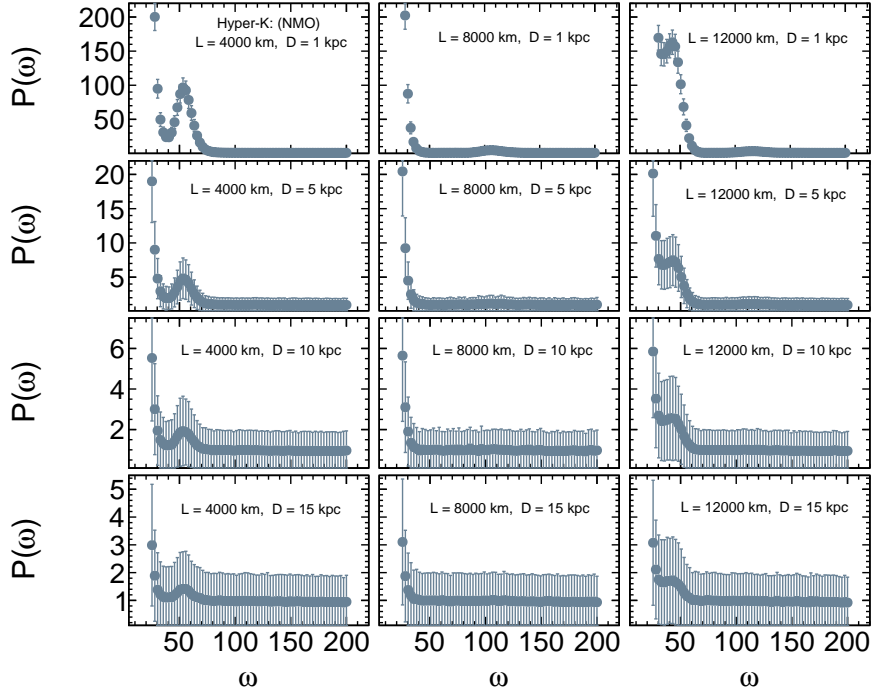 Hyper-K: (NMO)
L = 4000 km, D = 1 kpc
L = 8000 km, D = 1 kpc
L = 12000 km, D = 1 kpc
P(ω)
200
150
100
50
L = 4000 km, D = 5 kpc
L = 8000 km, D = 5 kpc
L = 12000 km, D = 5 kpc
P(ω)
20
15
10
5
L = 4000 km, D = 10 kpc
L = 8000 km, D = 10 kpc
L = 12000 km, D = 10 kpc
P(ω)
6
4
2
L = 4000 km, D = 15 kpc
L = 8000 km, D = 15 kpc
L = 12000 km, D = 15 kpc
P(ω)
5
4
3
2
1
50 100 150 200 50 100 150 200 50 100 150 200
ω ω ω